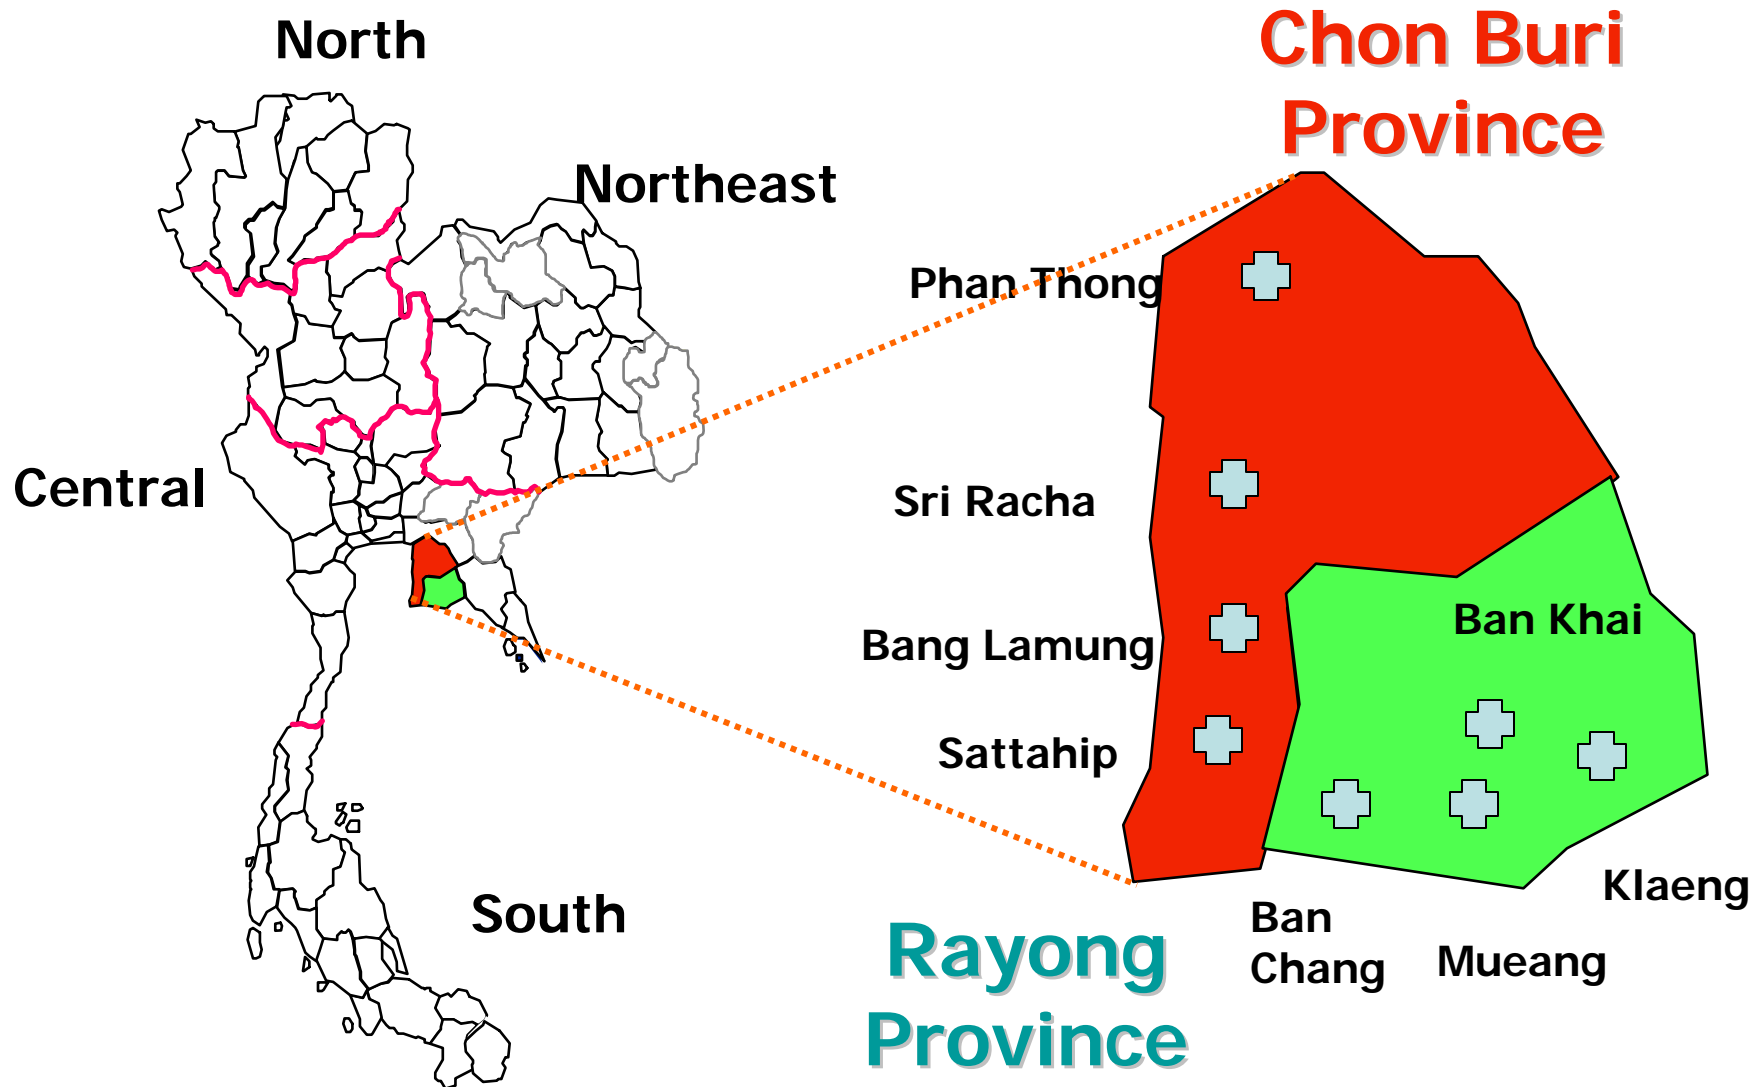 North
Northeast
Central
South
Chon Buri
Province
Phan Thong
Sri Racha
Bang Lamung
Sattahip
Ban Khai
Klaeng
Ban
Chang
Mueang
Rayong
Province